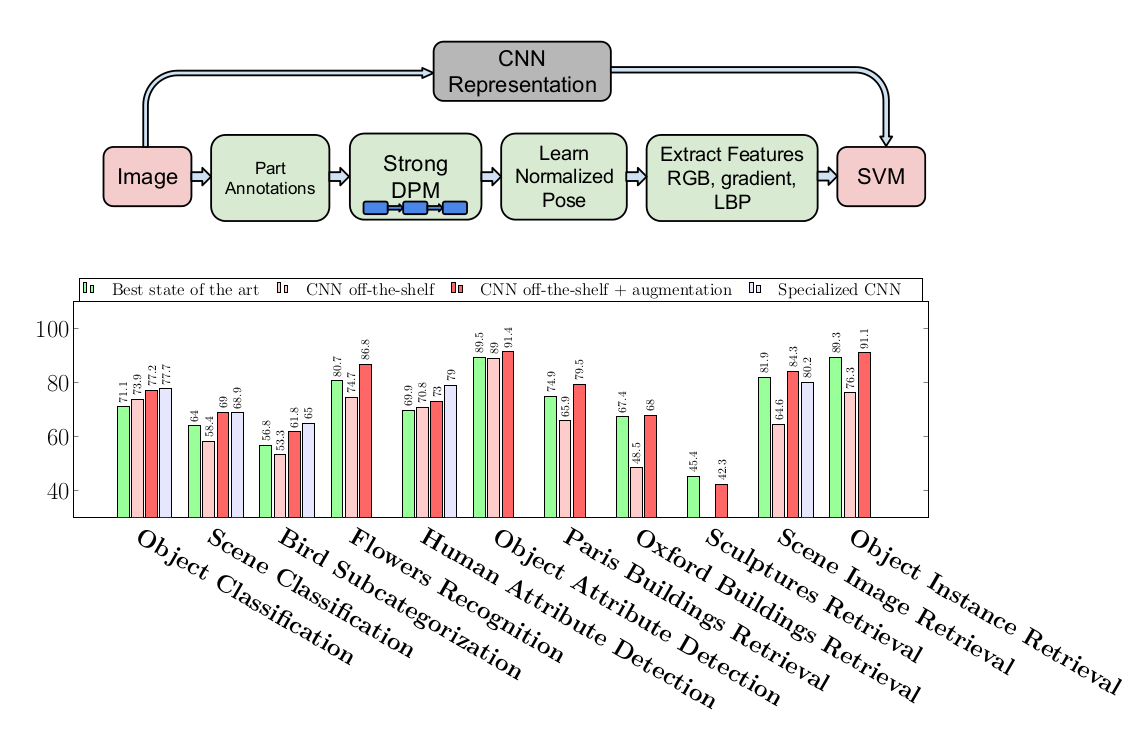 CNN
Representation
Image
Part
Annotations
Strong
DPM
Learn
Normalized
Pose
Extract Features
RGB, gradient,
LBP
SVM
Best state of the art
CNN off-the-shelf
CNN off-the-shelf + augmentation
Specialized CNN
100
80
60
40
71.1
73.9
77.2
77.7
64
58.4
69
68.9
56.8
53.3
61.8
65
80.7
74.7
86.8
69.9
70.8
73
79
89.5
89
91.4
74.9
65.9
79.5
67.4
48.5
68
45.4
42.3
81.9
64.6
84.3
80.2
89.3
76.3
91.1
Object Classification
Scene Classification
Bird Subcategorization
Flowers Recognition
Human Attribute Detection
Object Attribute Detection
Paris Buildings Retrieval
Oxford Buildings Retrieval
Sculptures Retrieval
Scene Image Retrieval
Object Instance Retrieval